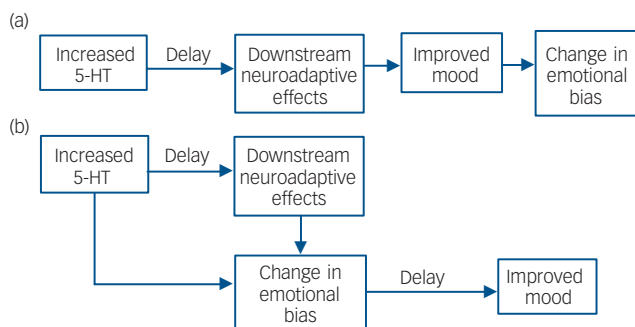 (a)
Increased
5-HT
Delay
Downstream
neuroadaptive
effects
Improved
mood
Change in
emotional
bias
(b)
Increased
5-HT
Delay
Downstream
neuroadaptive
effects
Change in
emotional
bias
Delay
Improved
mood